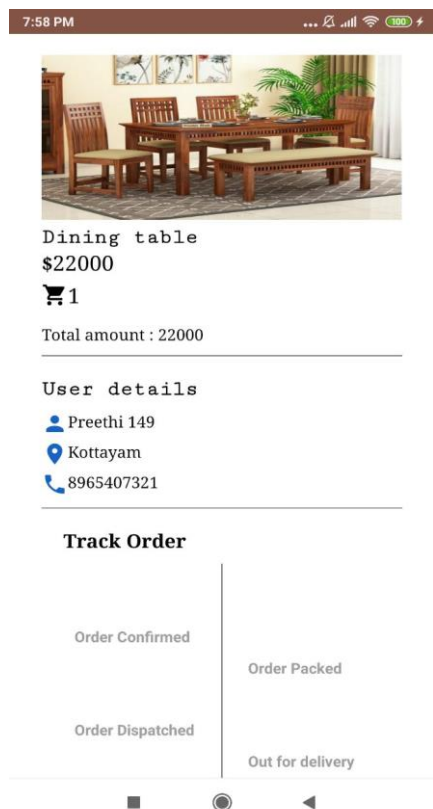 7:58 PM
100
Dining table
$22000
1
Total amount : 22000
User details
Preethi 149
Kottayam
8965407321
Track Order
Order Confirmed
Order Packed
Order Dispatched
Out for delivery